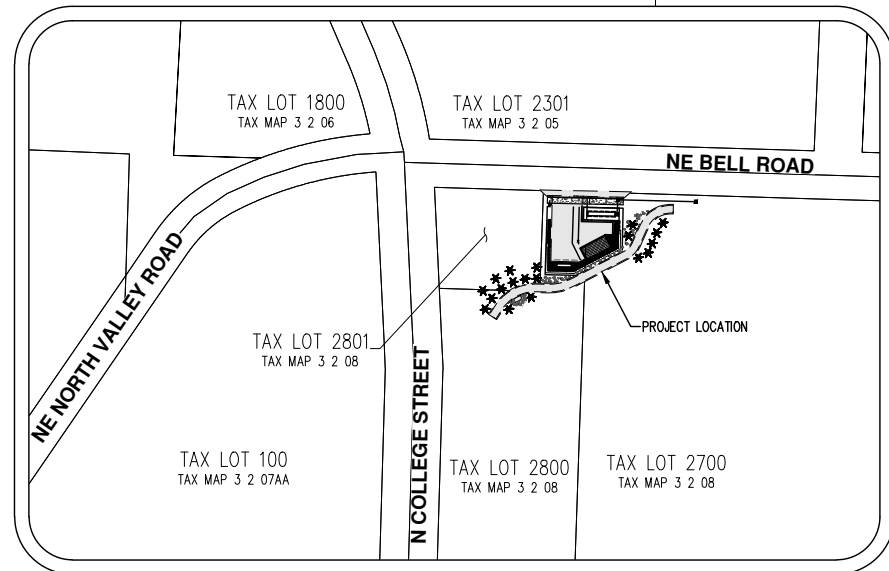 TAX LOT 1800
TAX MAP 3 2 06
TAX LOT 2301
TAX MAP 3 2 05
NE BELL ROAD
NE NORTH VALLEY ROAD
PROJECT LOCATION
TAX LOT 2801
TAX MAP 3 2 08
N COLLEGE STREET
TAX LOT 100
TAX MAP 3 2 07AA
TAX LOT 2800
TAX MAP 3 2 08
TAX LOT 2700
TAX MAP 3 2 08